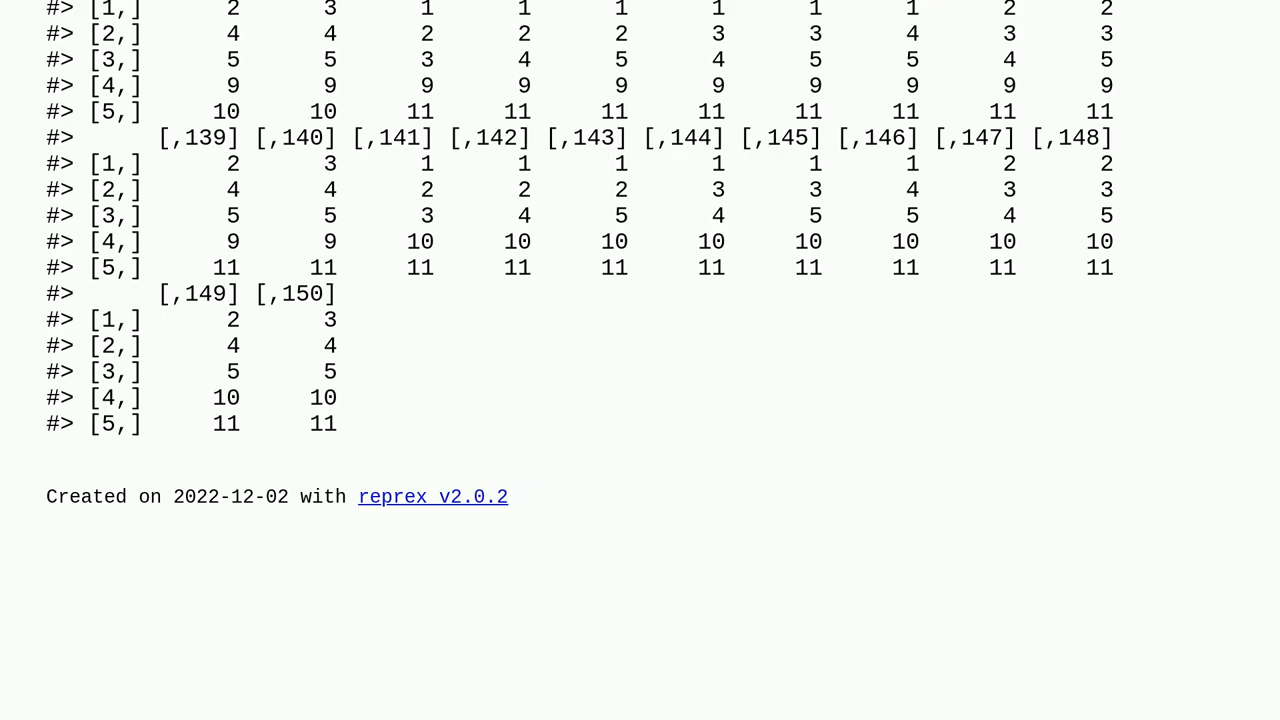 #> [1,]      2      3      1      1      1      1      1      1      2      2
#> [2,]      4      4      2      2      2      3      3      4      3      3
#> [3,]      5      5      3      4      5      4      5      5      4      5
#> [4,]      9      9      9      9      9      9      9      9      9      9
#> [5,]     10     10     11     11     11     11     11     11     11     11
#>      [,139] [,140] [,141] [,142] [,143] [,144] [,145] [,146] [,147] [,148]
#> [1,]      2      3      1      1      1      1      1      1      2      2
#> [2,]      4      4      2      2      2      3      3      4      3      3
#> [3,]      5      5      3      4      5      4      5      5      4      5
#> [4,]      9      9     10     10     10     10     10     10     10     10
#> [5,]     11     11     11     11     11     11     11     11     11     11
#>      [,149] [,150]
#> [1,]      2      3
#> [2,]      4      4
#> [3,]      5      5
#> [4,]     10     10
#> [5,]     11     11
Created on 2022-12-02 with reprex v2.0.2